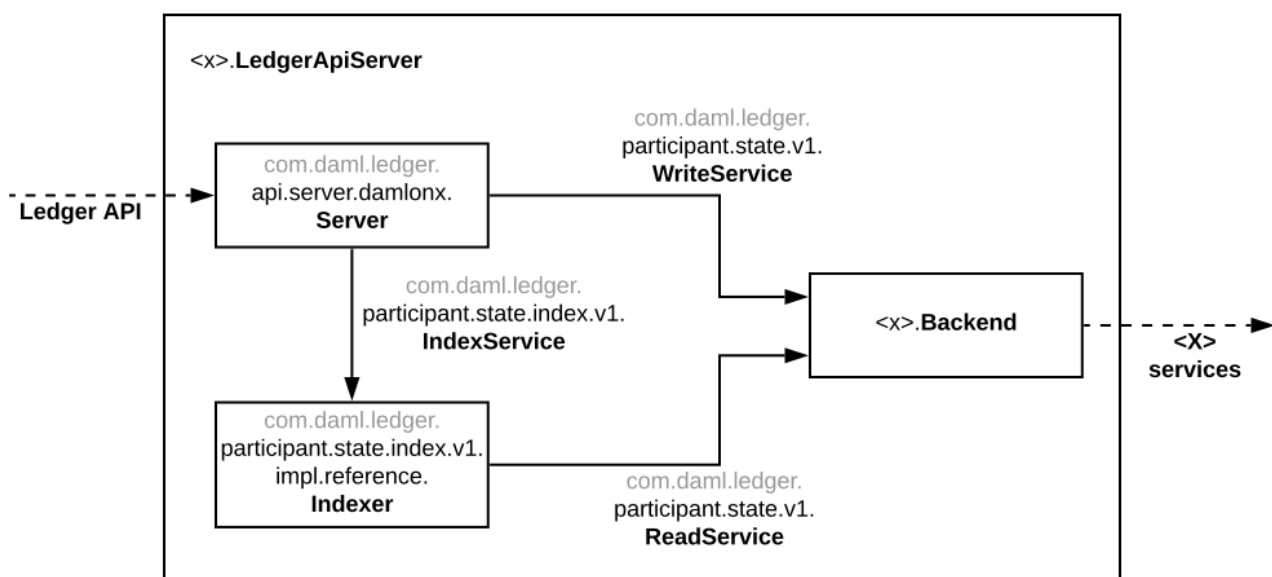 <x>.LedgerApiServer
com.daml.ledger.
participant.state.v1.
WriteService
com.daml.ledger.
api.server.damlonx.
Server
Ledger API
com.daml.ledger.
participant.state.index.v1.
IndexService
<x>.Backend
<X>
services
com.daml.ledger.
participant.state.index.v1.
impl.reference.
Indexer
com.daml.ledger.
participant.state.v1.
ReadService